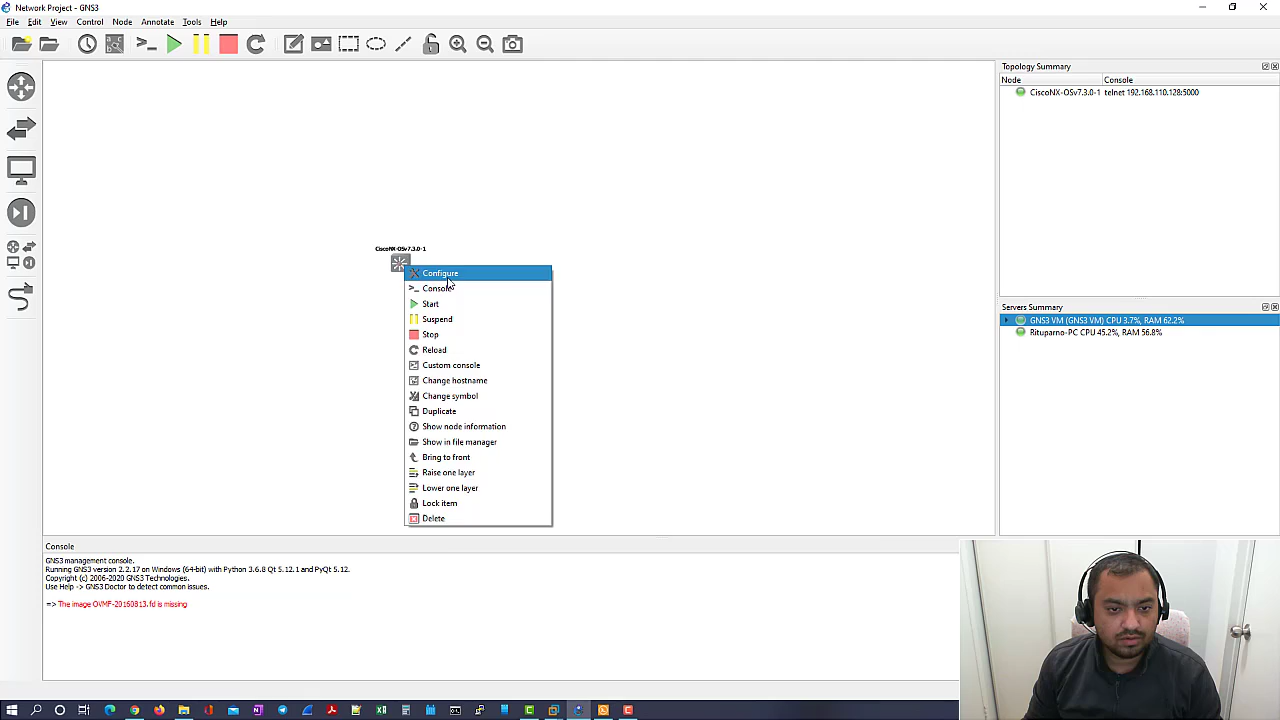 Network Project - GNS3
File Edit View Control Node Annotate Tools Help
Topology Summary
Node Console
CiscoNX-OSv7.3.0-1 telnet 192.168.110.128:5000
CiscoNX-OSv7.3.0-1
Configure
Console
Start
Suspend
Stop
Reload
Custom console
Change hostname
Change symbol
Duplicate
Show node information
Show in file manager
Bring to front
Raise one layer
Lower one layer
Lock item
Delete
Servers Summary
GNS3 VM (GNS3 VM) CPU 3.7%, RAM 62.2%
Rituparno-PC CPU 45.2%, RAM 56.8%
Console
GNS3 management console.
Running GNS3 version 2.2.17 on Windows (64-bit) with Python 3.6.8 Qt 5.12.1 and PyQt 5.12.
Copyright (c) 2006-2020 GNS3 Technologies.
Use Help -> GNS3 Doctor to detect common issues.
=> The image OVMF-20160813.fd is missing